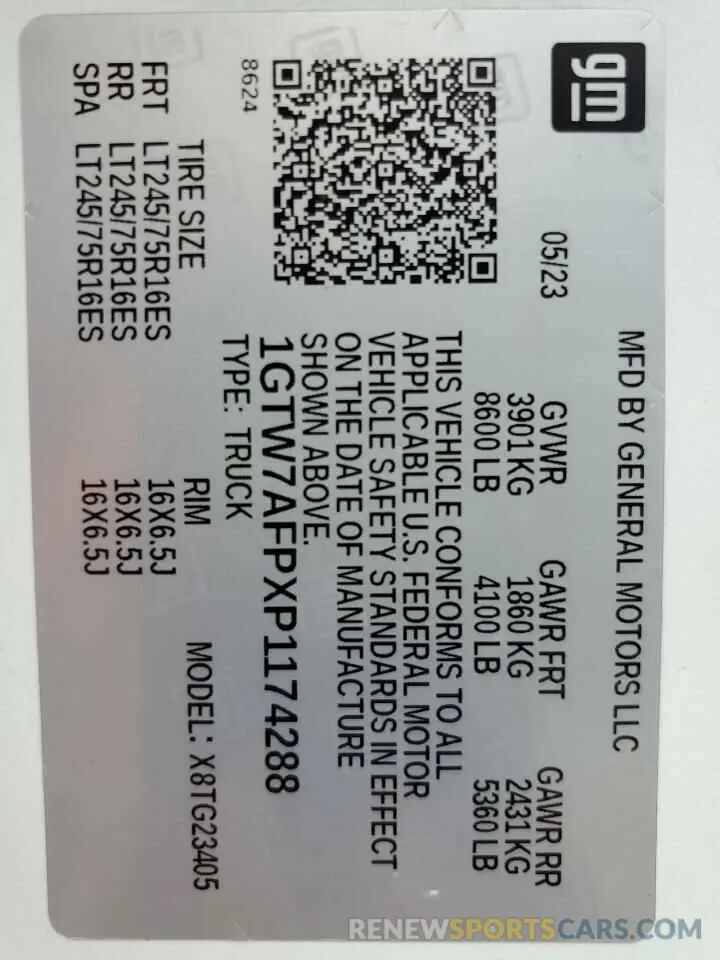 gm
MFD BY GENERAL MOTORS LLC
05/23
GVWR GAWR FRT GAWR RR
3901 KG 1860 KG 2431 KG
8600 LB 4100 LB 5360 LB
THIS VEHICLE CONFORMS TO ALL
APPLICABLE U.S. FEDERAL MOTOR
VEHICLE SAFETY STANDARDS IN EFFECT
ON THE DATE OF MANUFACTURE
SHOWN ABOVE.
1GTW7AFPXP1174288
TYPE: TRUCK
8624
MODEL: X8TG23405
TIRE SIZE RIM
FRT LT245/75R16ES 16X6.5J
RR LT245/75R16ES 16X6.5J
SPA LT245/75R16ES 16X6.5J
RENEWSPORTSCARS.COM